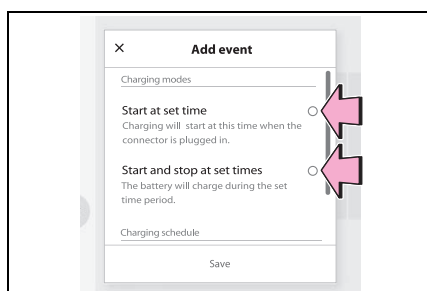 Add event
Charging modes
Start at set time
Charging will start at this time when the
connector is plugged in.
Start and stop at set times
The battery will charge during the set
time period.
Charging schedule
Save